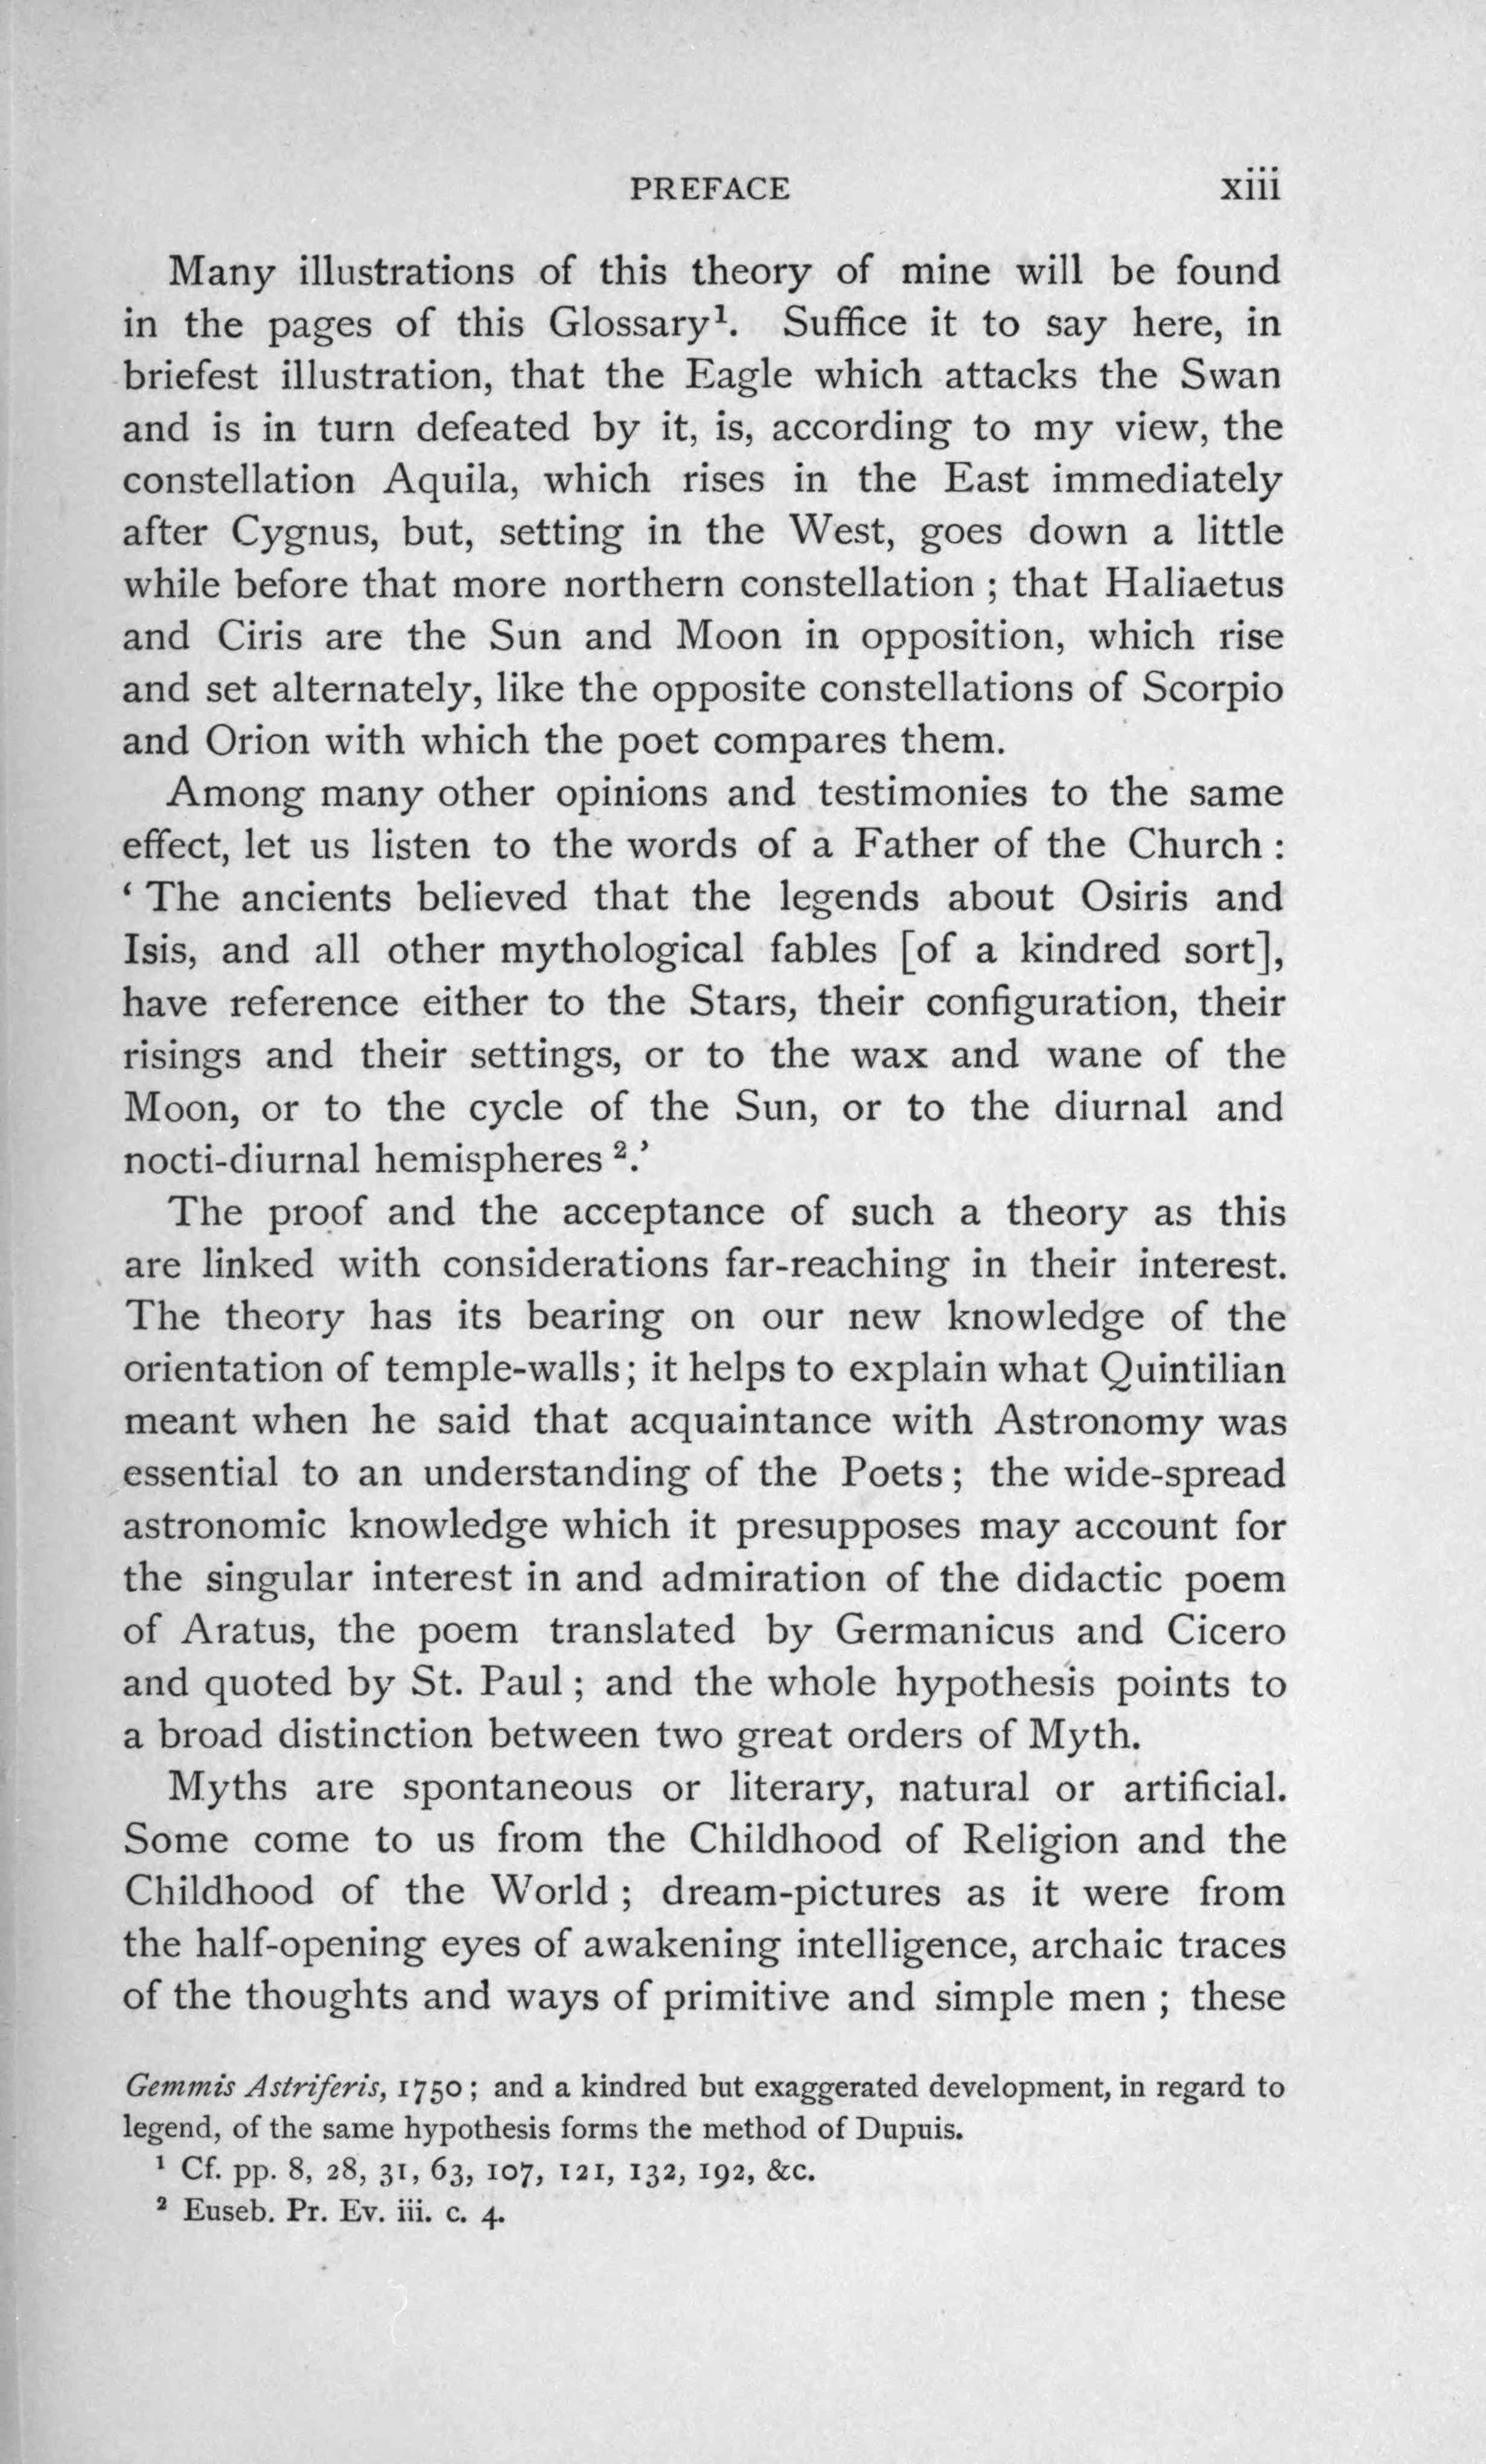 PREFACE xiii
Many illustrations of this theory of mine will be found
in the pages of this Glossary¹. Suffice it to say here, in
briefest illustration, that the Eagle which attacks the Swan
and is in turn defeated by it, is, according to my view, the
constellation Aquila, which rises in the East immediately
after Cygnus, but, setting in the West, goes down a little
while before that more northern constellation ; that Haliaetus
and Ciris are the Sun and Moon in opposition, which rise
and set alternately, like the opposite constellations of Scorpio
and Orion with which the poet compares them.
Among many other opinions and testimonies to the same
effect, let us listen to the words of a Father of the Church :
‘ The ancients believed that the legends about Osiris and
Isis, and all other mythological fables [of a kindred sort],
have reference either to the Stars, their configuration, their
risings and their settings, or to the wax and wane of the
Moon, or to the cycle of the Sun, or to the diurnal and
nocti-diurnal hemispheres ².’
The proof and the acceptance of such a theory as this
are linked with considerations far-reaching in their interest.
The theory has its bearing on our new knowledge of the
orientation of temple-walls; it helps to explain what Quintilian
meant when he said that acquaintance with Astronomy was
essential to an understanding of the Poets ; the wide-spread
astronomic knowledge which it presupposes may account for
the singular interest in and admiration of the didactic poem
of Aratus, the poem translated by Germanicus and Cicero
and quoted by St. Paul ; and the whole hypothesis points to
a broad distinction between two great orders of Myth.
Myths are spontaneous or literary, natural or artificial.
Some come to us from the Childhood of Religion and the
Childhood of the World ; dream-pictures as it were from
the half-opening eyes of awakening intelligence, archaic traces
of the thoughts and ways of primitive and simple men ; these
Gemmis Astriferis, 1750 ; and a kindred but exaggerated development, in regard to
legend, of the same hypothesis forms the method of Dupuis.
¹ Cf. pp. 8, 28, 31, 63, 107, 121, 132, 192, &c.
² Euseb. Pr. Ev. iii. c. 4.